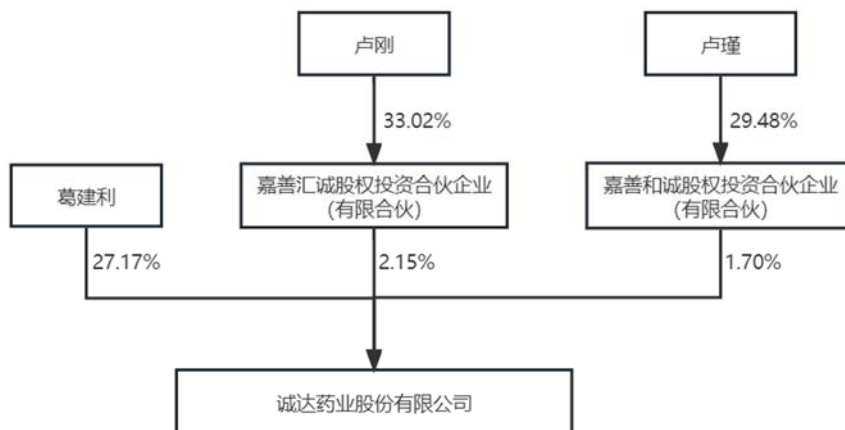 卢刚
卢瑾
33.02%
29.48%
葛建利
嘉善汇诚股权投资合伙企业
(有限合伙)
嘉善和诚股权投资合伙企业
(有限合伙)
27.17%
2.15%
1.70%
诚达药业股份有限公司